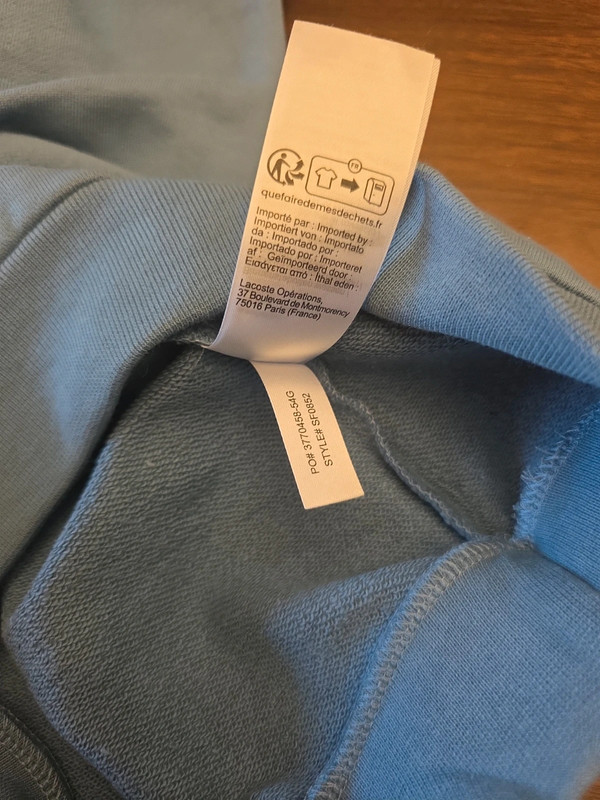 FR
quefairedemesdechets.fr
Importé par : Imported by :
Importiert von : Importato
da : Importado por :
Importado por : Importeret
af : Geïmporteerd door :
Εισάγεται από : İthal eden :
Lacoste Opérations,
37 Boulevard de Montmorency
75016 Paris (France)
PO# 3770458-54G
STYLE# SF0852